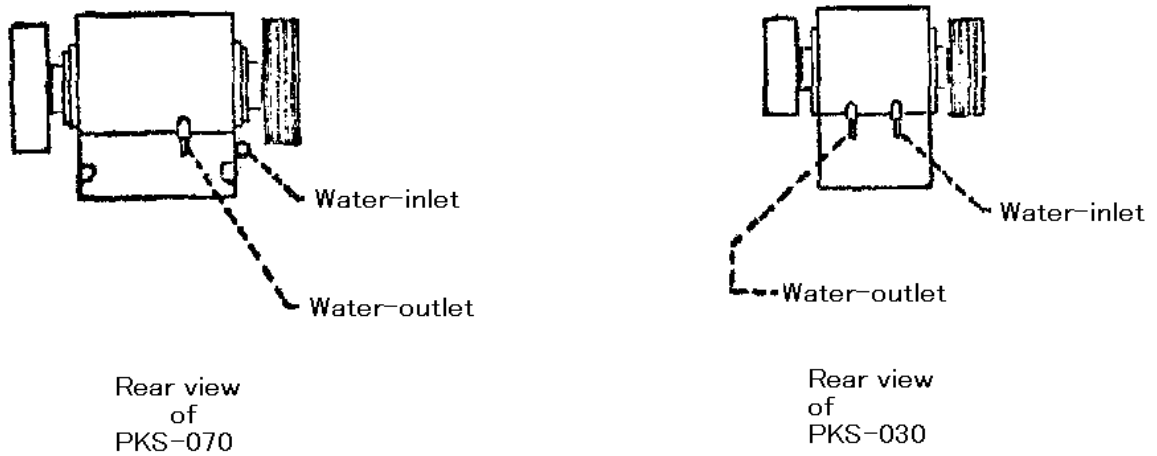 Water-inlet
Water-outlet
Rear view
of
PKS-070
Water-inlet
Water-outlet
Rear view
of
PKS-030